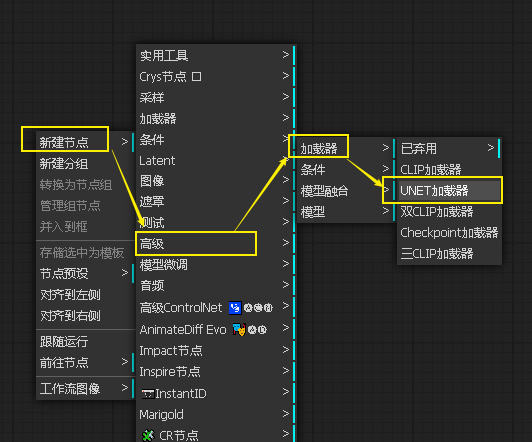 新建节点
新建分组
转换为节点组
管理组节点
并入到框
存储选中为模板
节点预设
对齐到左侧
对齐到右侧
跟随运行
前往节点
工作流图像
实用工具
Crys节点
采样
加载器
条件
Latent
图像
遮罩
测试
高级
模型微调
音频
高级ControlNet
AnimateDiff Evo
Impact节点
Inspire节点
InstantID
Marigold
CR节点
加载器
条件
模型融合
模型
已弃用
CLIP加载器
UNET加载器
双CLIP加载器
Checkpoint加载器
三CLIP加载器